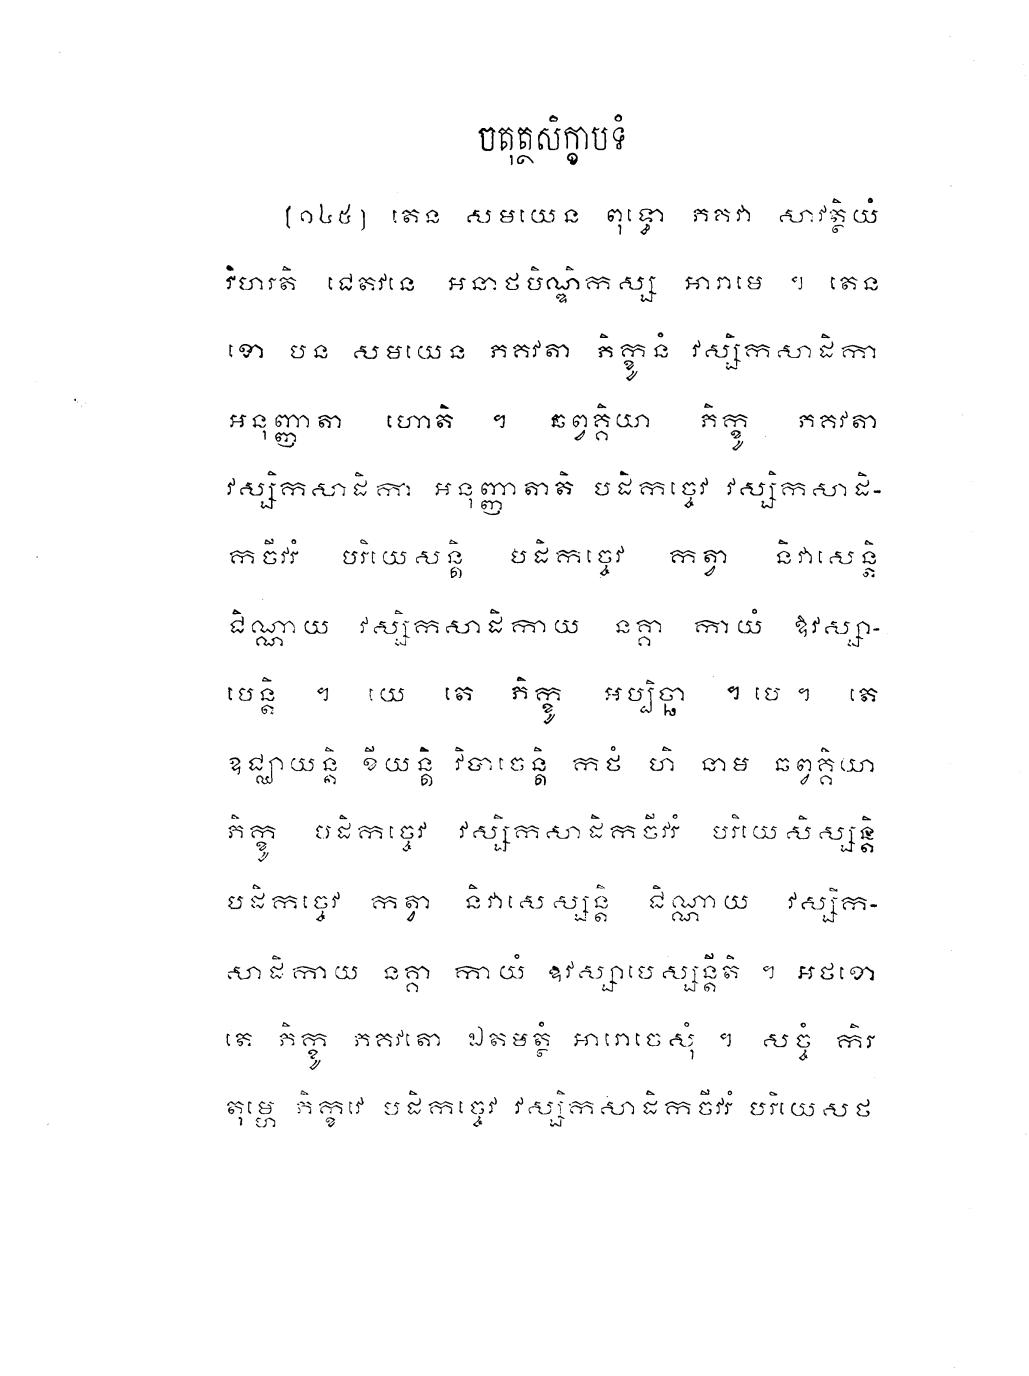 ចតុត្ថសិក្ខាបទំ
(១៤៥) តេន សមយេន ពុទ្ធោ ភគវា សាវត្ថិយំ
វិហរតិ ជេតវនេ អនាថបិណ្ឌិកស្ស អារាមេ ។ តេន
ខោ បន សមយេន ភគវតា ភិក្ខូនំ វស្សិកសាដិកា
អនុញ្ញាតា ហោតិ ។ ឆព្វគ្គិយា ភិក្ខូ ភគវតា
វស្សិកសាដិកា អនុញ្ញាតាតិ បដិកច្ចេវ វស្សិកសាដិ-
កចីវរំ បរិយេសន្តិ បដិកច្ចេវ កត្វា និវាសេន្តិ
ជិណ្ណាយ វស្សិកសាដិកាយ នគ្គា កាយំ ឱវស្សា-
បេន្តិ ។ យេ តេ ភិក្ខូ អប្បិច្ឆា ។ បេ ។ តេ
ឧជ្ឈាយន្តិ ខីយន្តិ វិបាចេន្តិ កថំ ហិ នាម ឆព្វគ្គិយា
ភិក្ខូ បដិកច្ចេវ វស្សិកសាដិកចីវរំ បរិយេសិស្សន្តិ
បដិកច្ចេវ កត្វា និវាសេស្សន្តិ ជិណ្ណាយ វស្សិក-
សាដិកាយ នគ្គា កាយំ ឱវស្សាបេស្សន្តីតិ ។ អថខោ
តេ ភិក្ខូ ភគវតោ ឯតមត្ថំ អារោចេសុំ ។ សច្ចំ កិរ
តុម្ហេ ភិក្ខវេ បដិកច្ចេវ វស្សិកសាដិកចីវរំ បរិយេសថ